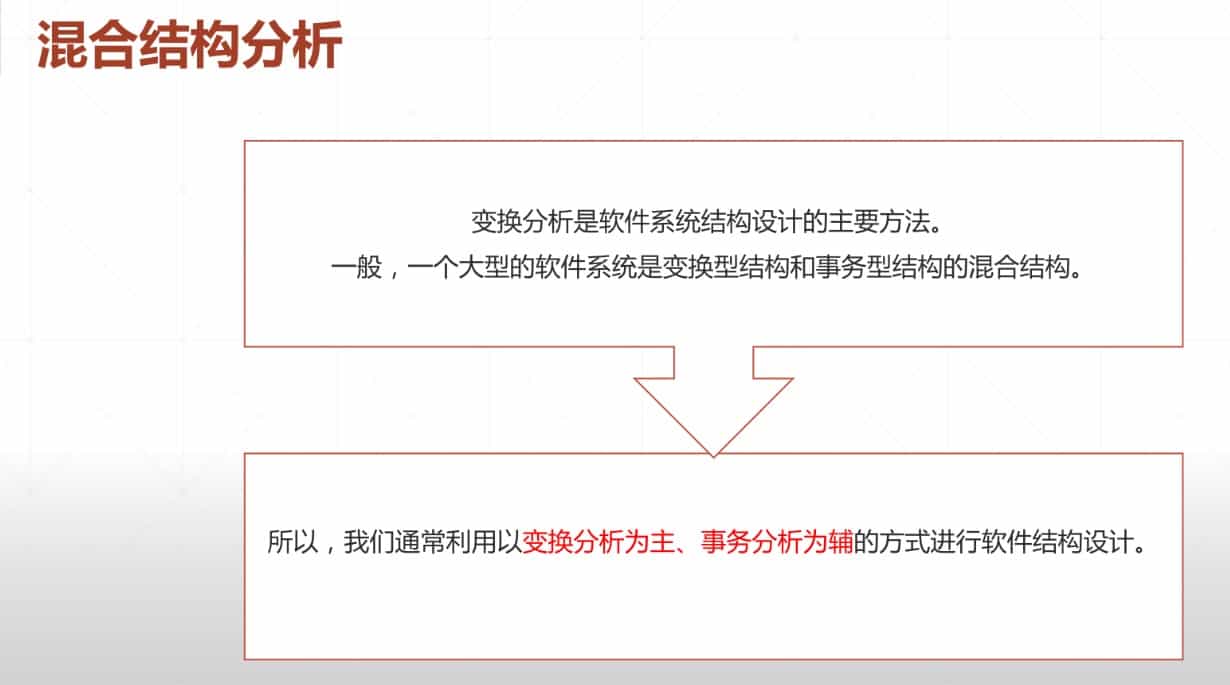 混合结构分析
变换分析是软件系统结构设计的主要方法。
一般，一个大型的软件系统是变换型结构和事务型结构的混合结构。
所以，我们通常利用以变换分析为主、事务分析为辅的方式进行软件结构设计。